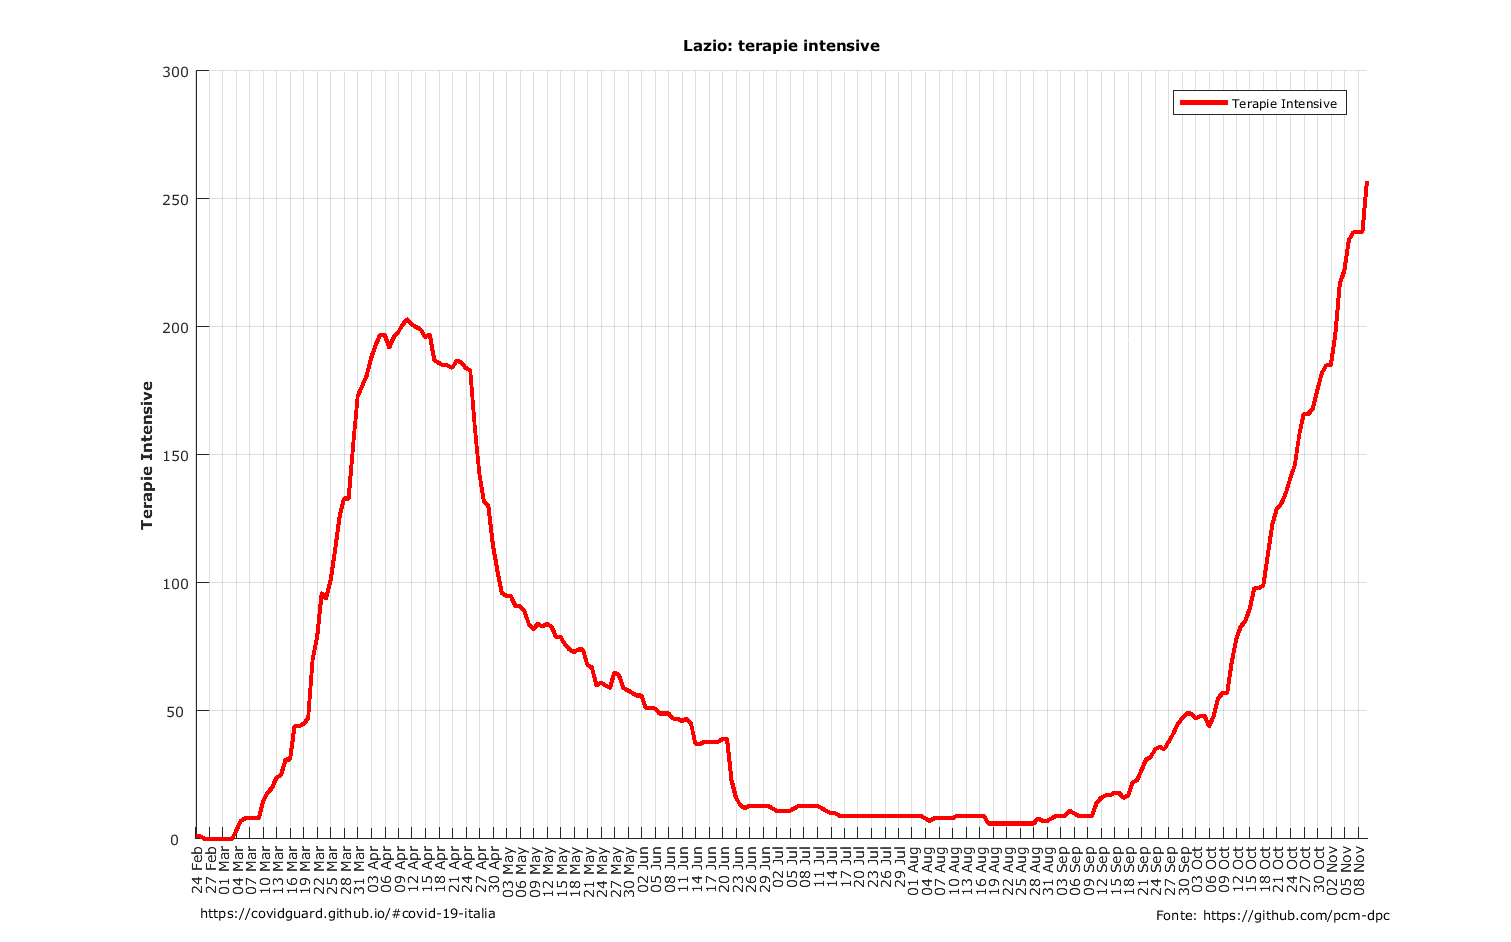 Lazio: terapie intensive
Terapie Intensive
Terapie Intensive
300
250
200
150
100
50
0
24 Feb
27 Feb
01 Mar
04 Mar
07 Mar
10 Mar
13 Mar
16 Mar
19 Mar
22 Mar
25 Mar
28 Mar
31 Mar
03 Apr
06 Apr
09 Apr
12 Apr
15 Apr
18 Apr
21 Apr
24 Apr
27 Apr
30 Apr
03 May
06 May
09 May
12 May
15 May
18 May
21 May
24 May
27 May
30 May
02 Jun
05 Jun
08 Jun
11 Jun
14 Jun
17 Jun
20 Jun
23 Jun
26 Jun
29 Jun
02 Jul
05 Jul
08 Jul
11 Jul
14 Jul
17 Jul
20 Jul
23 Jul
26 Jul
29 Jul
01 Aug
04 Aug
07 Aug
10 Aug
13 Aug
16 Aug
19 Aug
22 Aug
25 Aug
28 Aug
31 Aug
03 Sep
06 Sep
09 Sep
12 Sep
15 Sep
18 Sep
21 Sep
24 Sep
27 Sep
30 Sep
03 Oct
06 Oct
09 Oct
12 Oct
15 Oct
18 Oct
21 Oct
24 Oct
27 Oct
30 Oct
02 Nov
05 Nov
08 Nov
https://covidguard.github.io/#covid-19-italia
Fonte: https://github.com/pcm-dpc